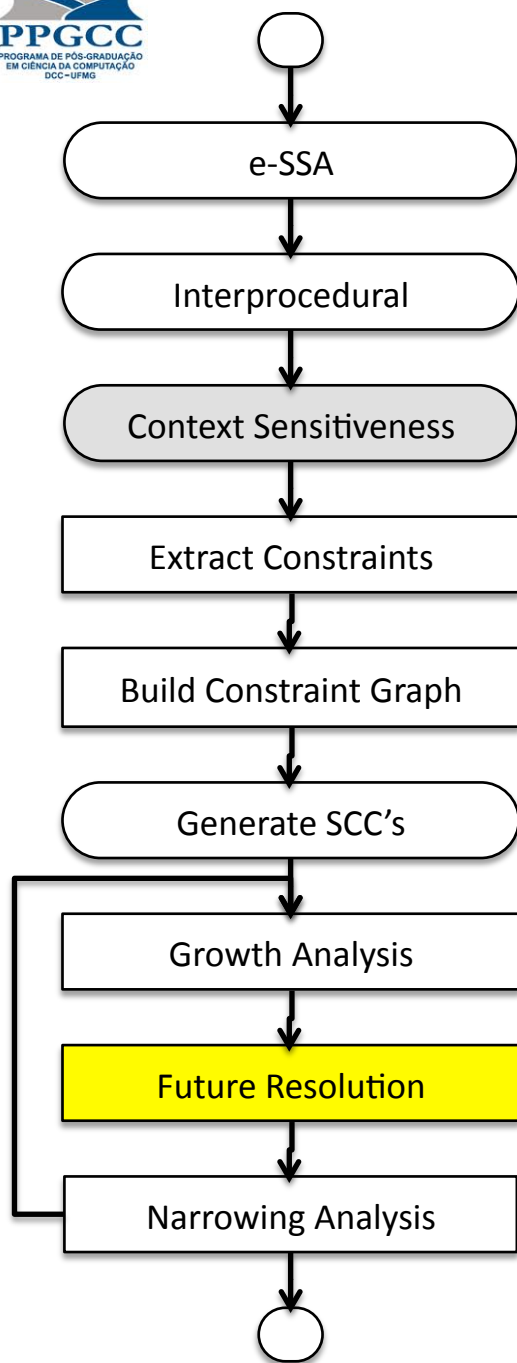 PPGCC
PROGRAMA DE PÓS-GRADUAÇÃO
EM CIÊNCIA DA COMPUTAÇÃO
DCC-UFMG
e-SSA
Interprocedural
Context Sensitiveness
Extract Constraints
Build Constraint Graph
Generate SCC’s
Growth Analysis
Future Resolution
Narrowing Analysis